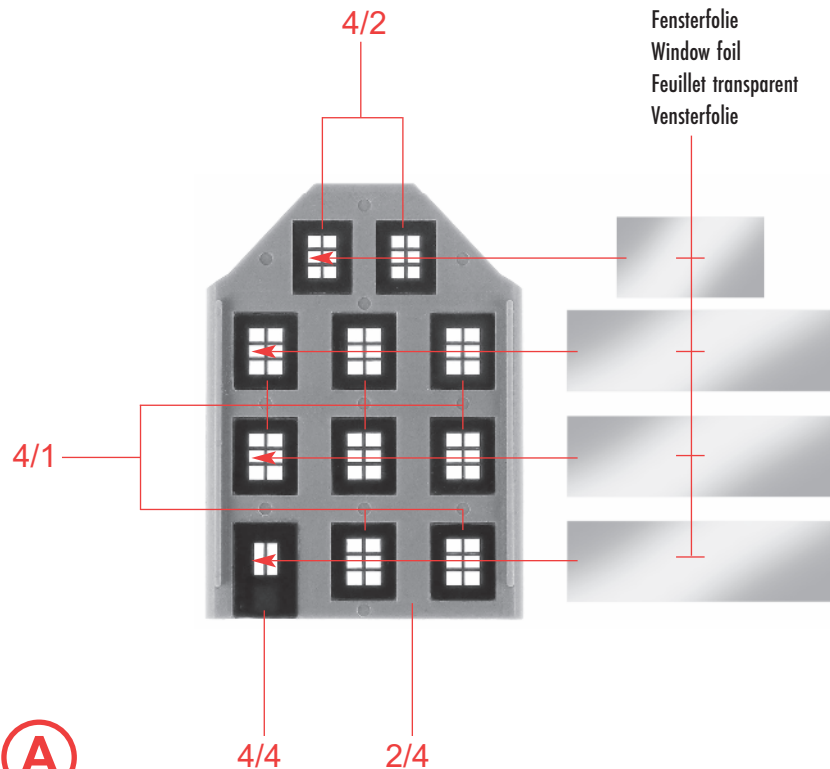 4/2
Fensterfolie
Window foil
Feuillet transparent
Vensterfolie
4/1
4/4
2/4
A